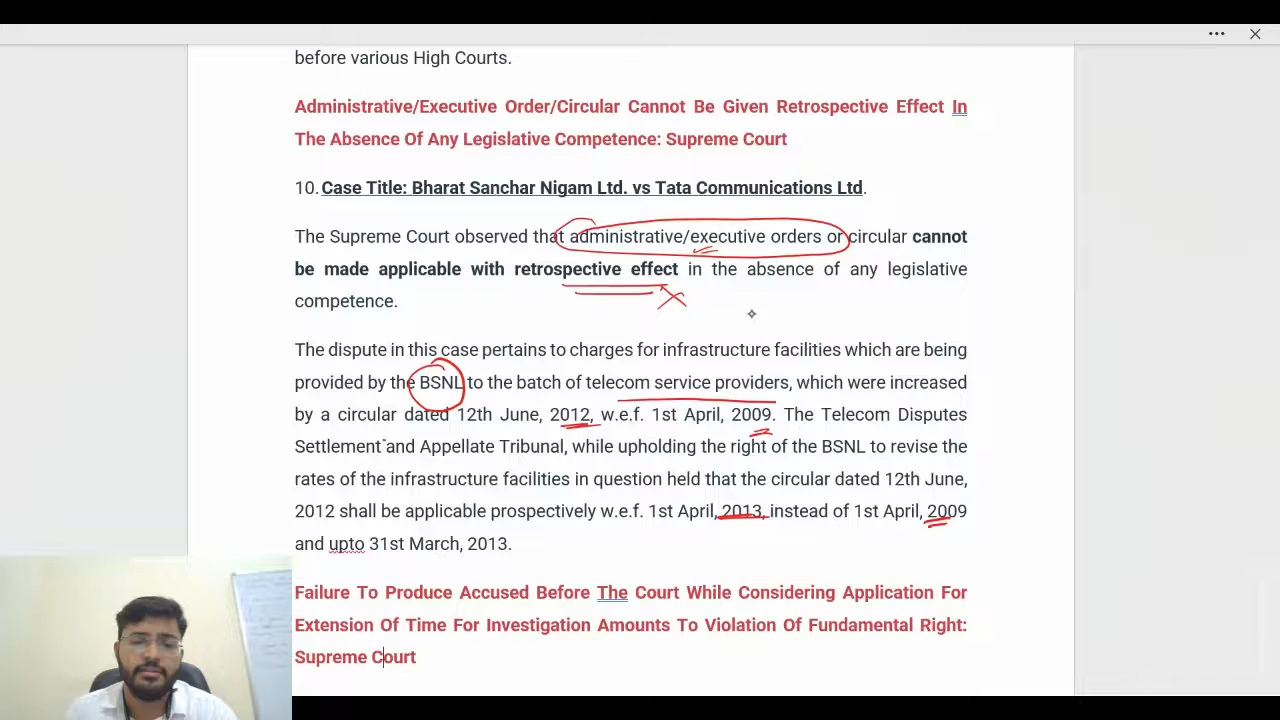 before various High Courts.
Administrative/Executive Order/Circular Cannot Be Given Retrospective Effect In
The Absence Of Any Legislative Competence: Supreme Court
10. Case Title: Bharat Sanchar Nigam Ltd. vs Tata Communications Ltd.
The Supreme Court observed that administrative/executive orders or circular cannot
be made applicable with retrospective effect in the absence of any legislative
competence.
The dispute in this case pertains to charges for infrastructure facilities which are being
provided by the BSNL to the batch of telecom service providers, which were increased
by a circular dated 12th June, 2012, w.e.f. 1st April, 2009. The Telecom Disputes
Settlement and Appellate Tribunal, while upholding the right of the BSNL to revise the
rates of the infrastructure facilities in question held that the circular dated 12th June,
2012 shall be applicable prospectively w.e.f. 1st April, 2013, instead of 1st April, 2009
and upto 31st March, 2013.
Failure To Produce Accused Before The Court While Considering Application For
Extension Of Time For Investigation Amounts To Violation Of Fundamental Right:
Supreme Court